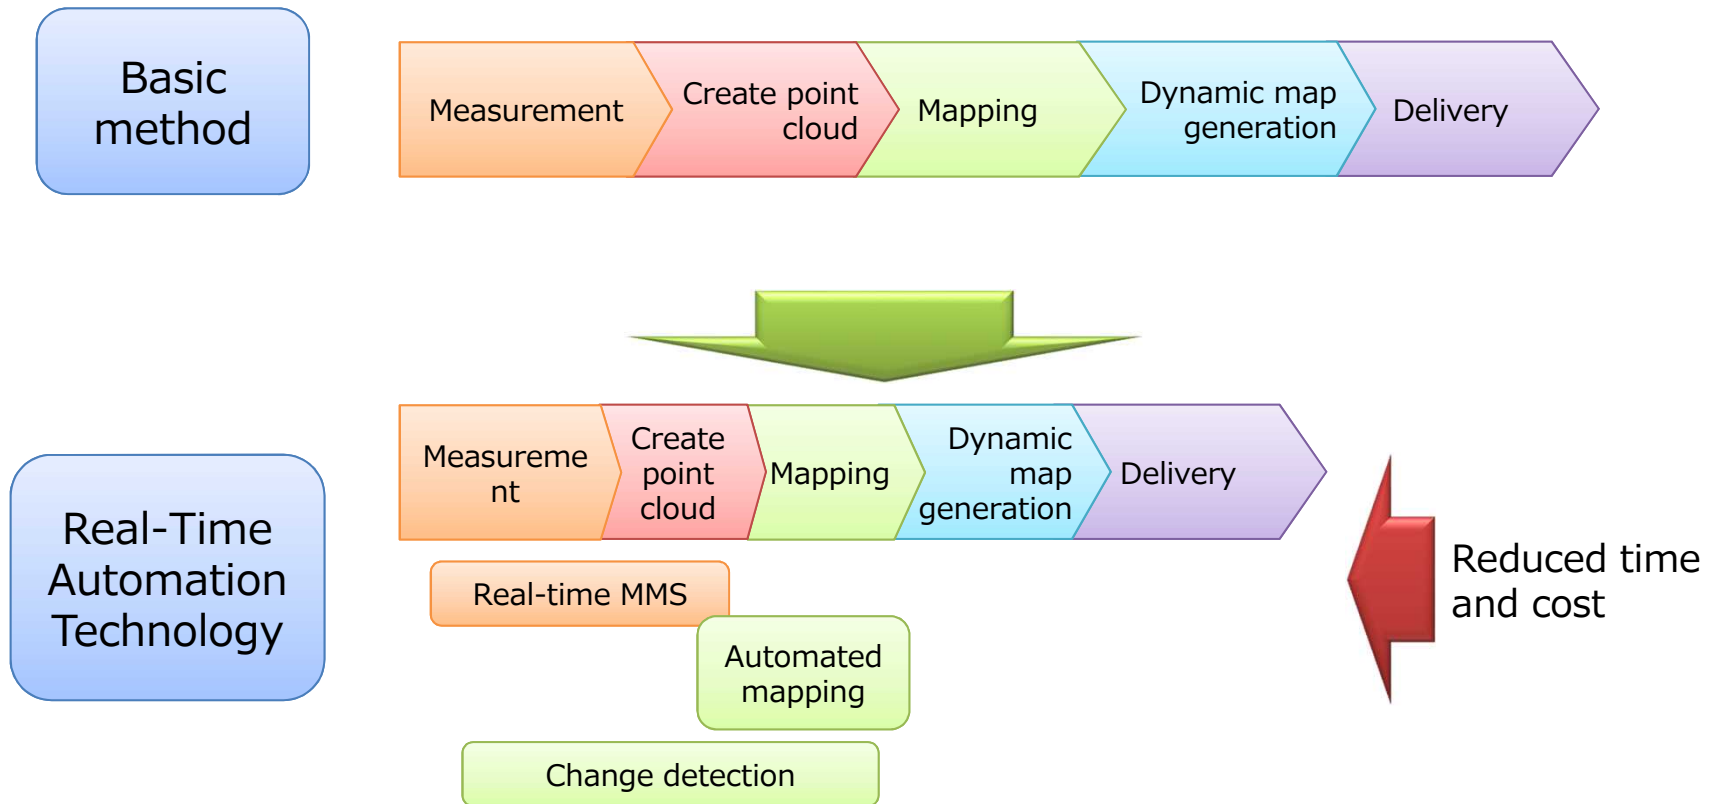 Basic
method
Measurement
Create point
cloud
Mapping
Dynamic map
generation
Delivery
Real-Time
Automation
Technology
Measureme
nt
Create
point
cloud
Mapping
Dynamic
map
generation
Delivery
Real-time MMS
Automated
mapping
Change detection
Reduced time
and cost